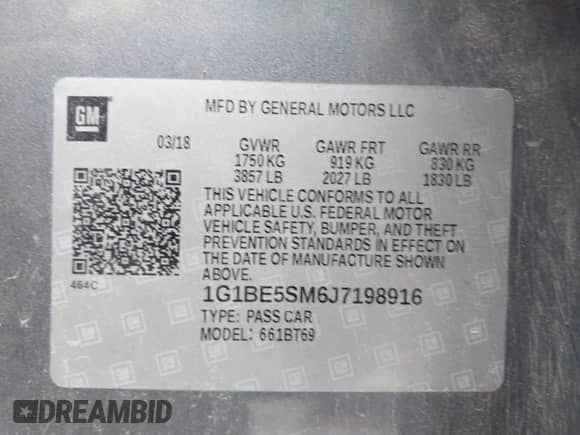 GM
MFD BY GENERAL MOTORS LLC
03/18 GVWR GAWR FRT GAWR RR
1750 KG 919 KG 830 KG
3857 LB 2027 LB 1830 LB
THIS VEHICLE CONFORMS TO ALL
APPLICABLE U.S. FEDERAL MOTOR
VEHICLE SAFETY, BUMPER, AND THEFT
PREVENTION STANDARDS IN EFFECT ON
THE DATE OF MANUFACTURE SHOWN ABOVE.
464C
1G1BE5SM6J7198916
TYPE: PASS CAR
MODEL: 661BT69
DREAMBID